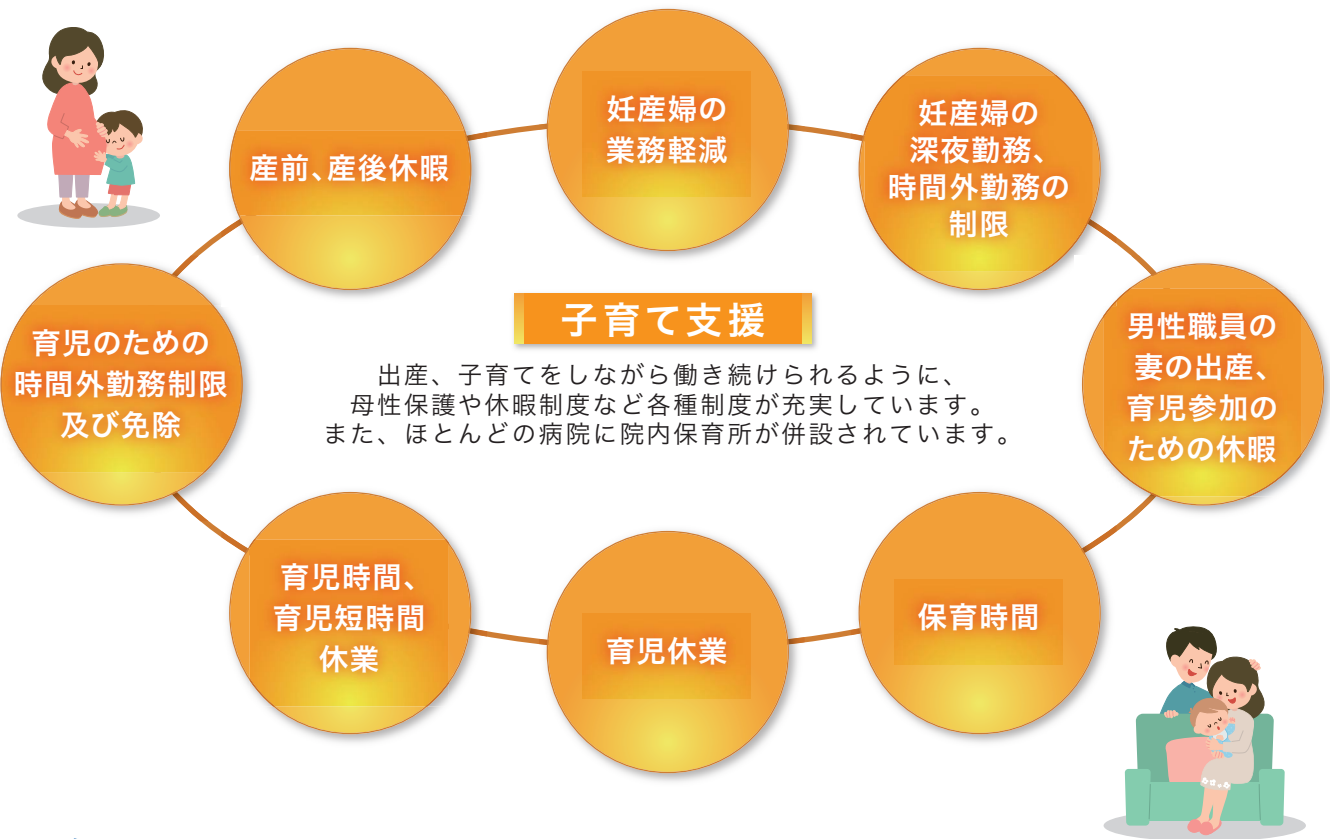 子育て支援
出産、子育てをしながら働き続けられるように、
母性保護や休暇制度など各種制度が充実しています。
また、ほとんどの病院に院内保育所が併設されています。
産前、産後休暇
妊産婦の
業務軽減
妊産婦の
深夜勤務、
時間外勤務の
制限
男性職員の
妻の出産、
育児参加の
ための休暇
保育時間
育児休業
育児時間、
育児短時間
休業
育児のための
時間外勤務制限
及び免除